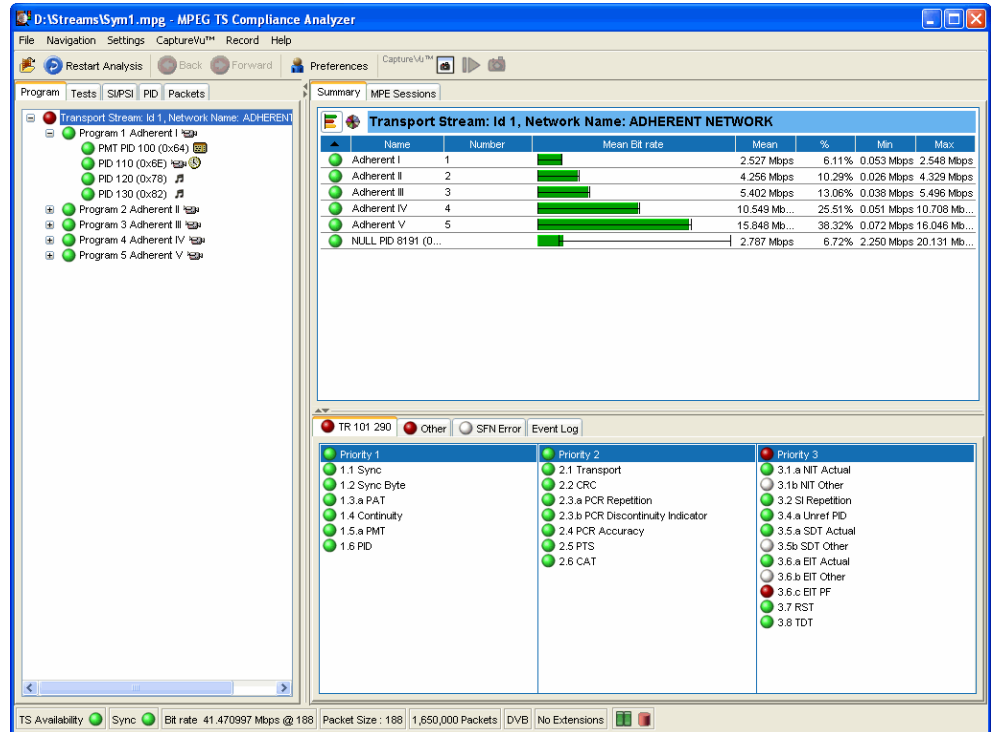 D:\Streams\Sym1.mpg - MPEG TS Compliance Analyzer
File Navigation Settings CaptureVu™ Record Help
Restart Analysis Back Forward Preferences CaptureVu™
Program Tests SI/PSI PID Packets
Transport Stream: Id 1, Network Name: ADHERENT
Program 1 Adherent I
PMT PID 100 (0x64)
PID 110 (0x6E)
PID 120 (0x78)
PID 130 (0x82)
Program 2 Adherent II
Program 3 Adherent III
Program 4 Adherent IV
Program 5 Adherent V
Summary MPE Sessions
Transport Stream: Id 1, Network Name: ADHERENT NETWORK
Name Number Mean Bit rate Mean % Min Max
Adherent I 1 2.527 Mbps 6.11% 0.053 Mbps 2.548 Mbps
Adherent II 2 4.256 Mbps 10.29% 0.026 Mbps 4.329 Mbps
Adherent III 3 5.402 Mbps 13.06% 0.038 Mbps 5.496 Mbps
Adherent IV 4 10.549 Mb... 25.51% 0.051 Mbps 10.708 Mb...
Adherent V 5 15.848 Mb... 38.32% 0.072 Mbps 16.046 Mb...
NULL PID 8191 (0... 2.787 Mbps 6.72% 2.250 Mbps 20.131 Mb...
TR 101 290 Other SFN Error Event Log
Priority 1
1.1 Sync
1.2 Sync Byte
1.3.a PAT
1.4 Continuity
1.5.a PMT
1.6 PID
Priority 2
2.1 Transport
2.2 CRC
2.3.a PCR Repetition
2.3.b PCR Discontinuity Indicator
2.4 PCR Accuracy
2.5 PTS
2.6 CAT
Priority 3
3.1.a NIT Actual
3.1b NIT Other
3.2 SI Repetition
3.4.a Unref PID
3.5.a SDT Actual
3.5b SDT Other
3.6.a EIT Actual
3.6.b EIT Other
3.6.c EIT PF
3.7 RST
3.8 TDT
TS Availability Sync Bit rate 41.470997 Mbps @ 188 Packet Size : 188 1,650,000 Packets DVB No Extensions